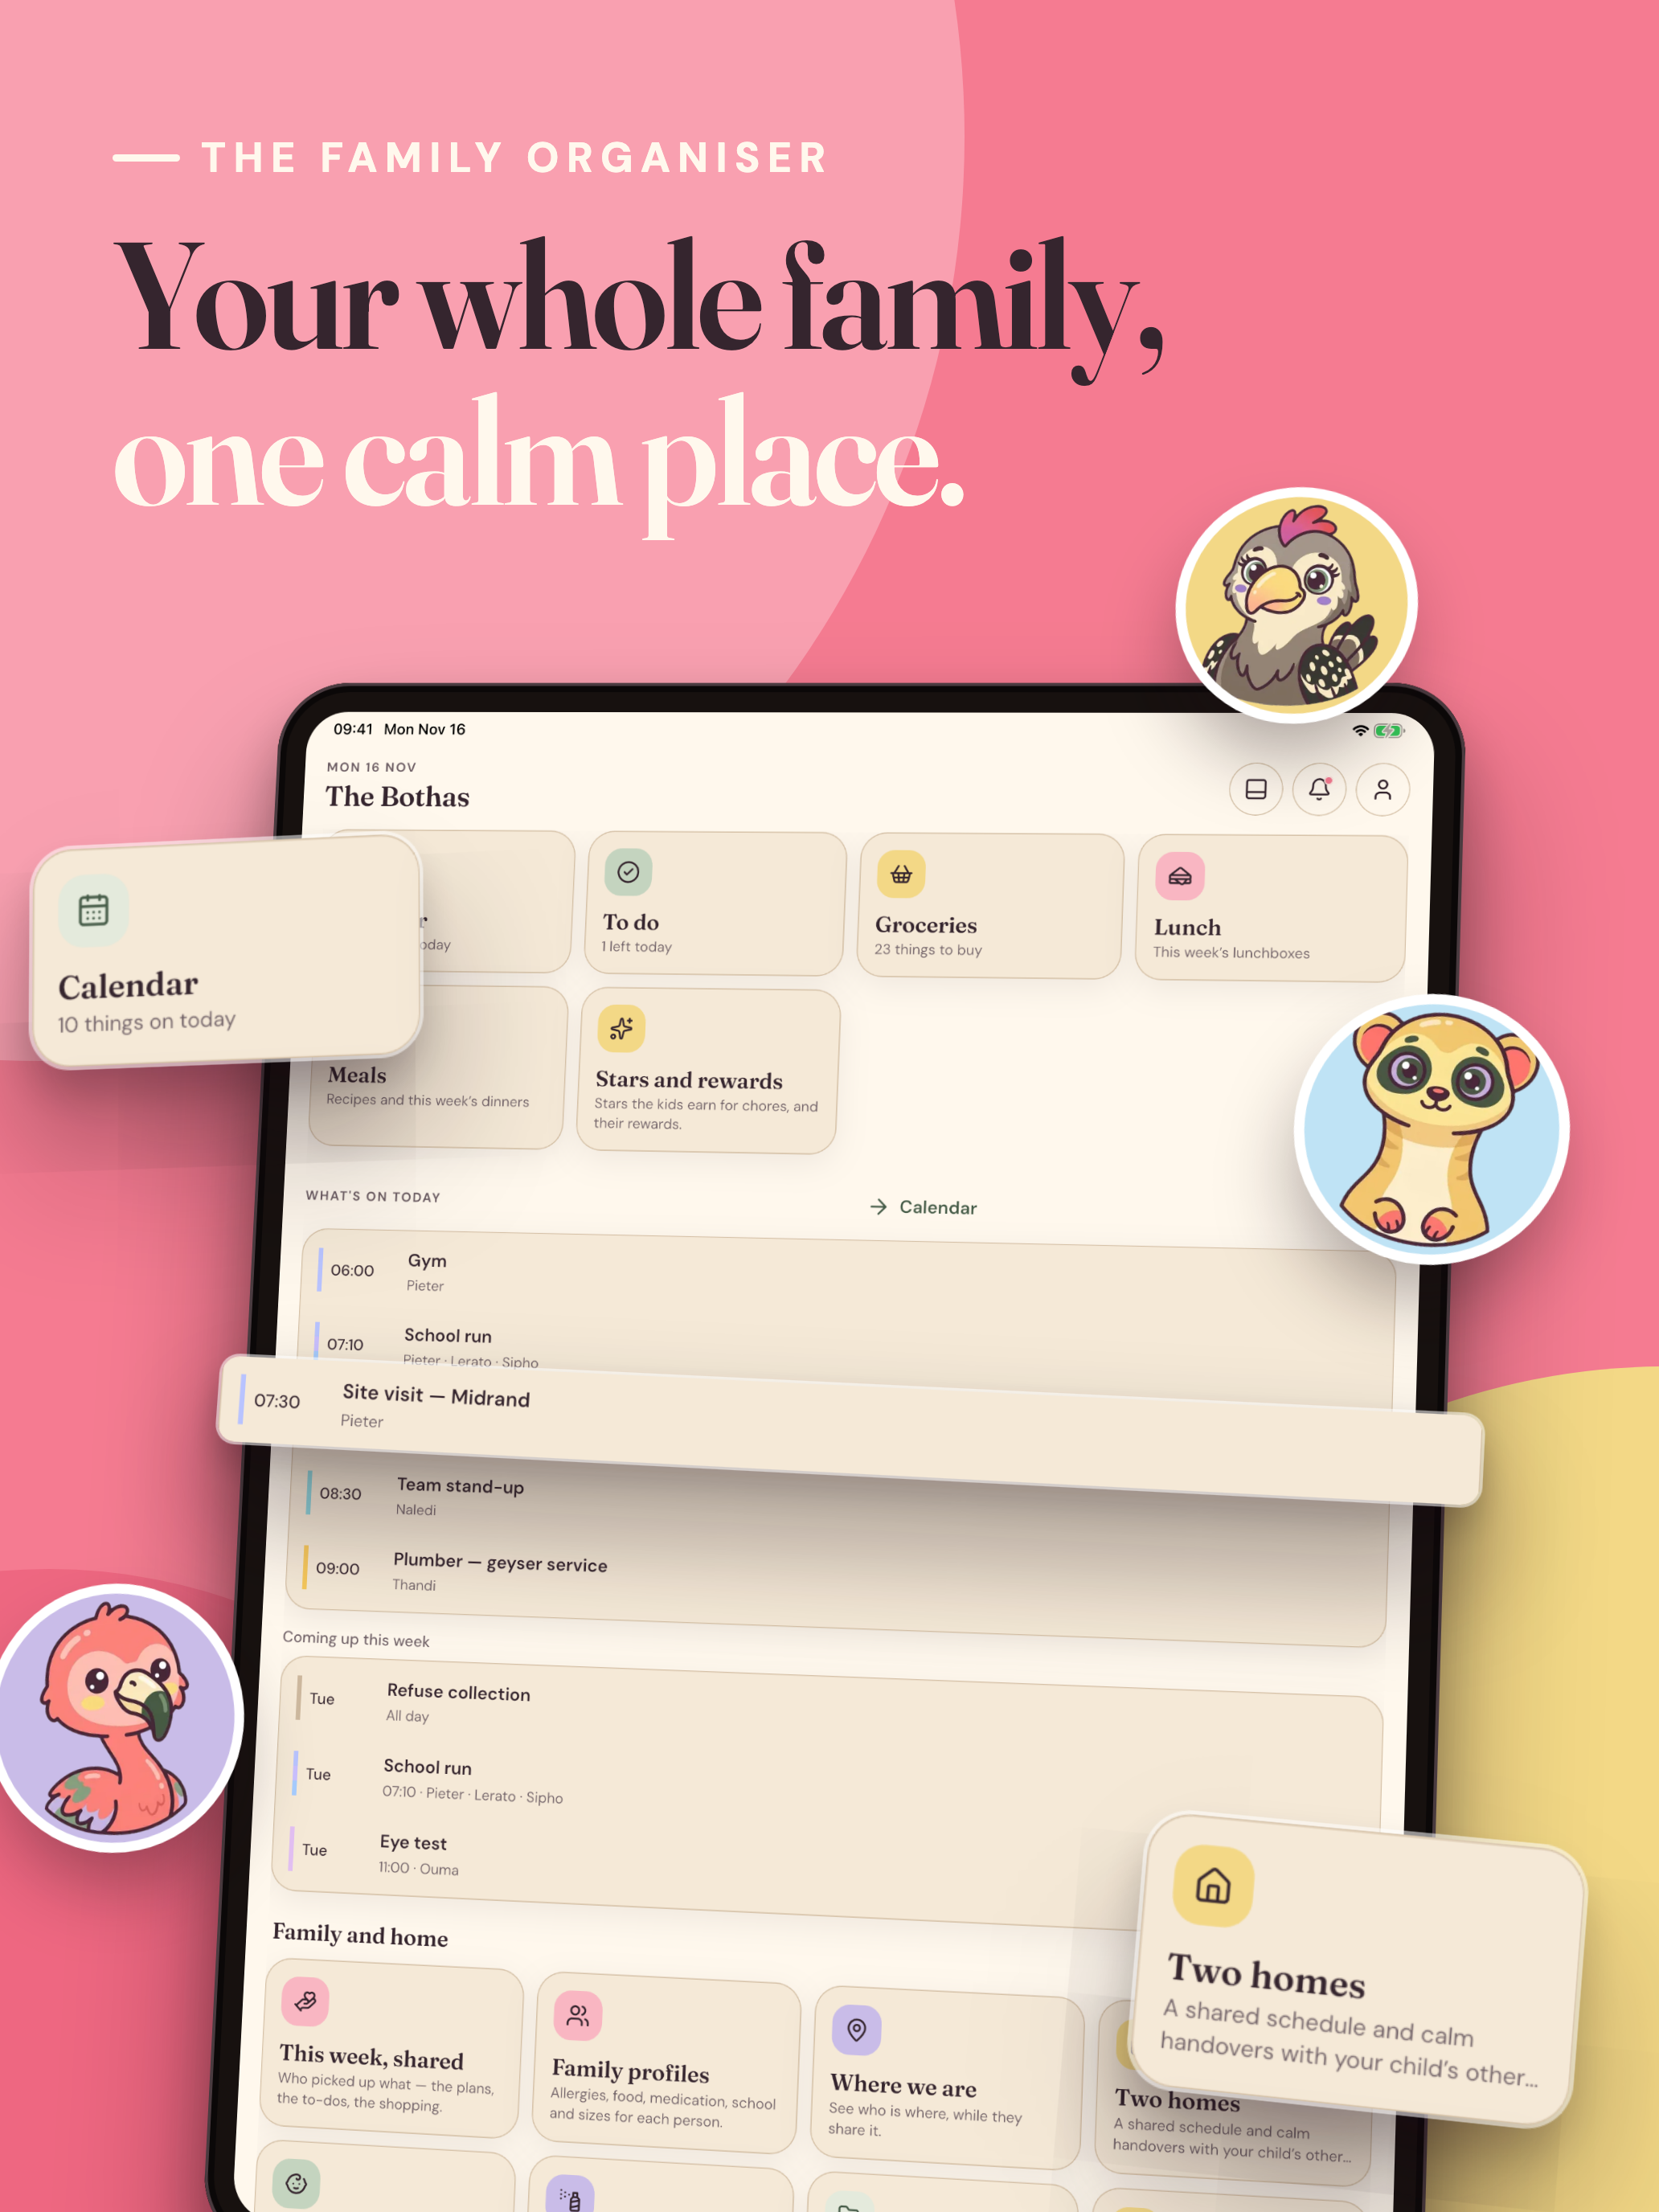 THE FAMILY ORGANISER
Your whole family,
one calm place.
09:41 Mon Nov 16
MON 16 NOV
The Bothas
Calendar
10 things on today
r
oday
To do
1 left today
Groceries
23 things to buy
Lunch
This week's lunchboxes
Meals
Recipes and this week's dinners
Stars and rewards
Stars the kids earn for chores, and
their rewards.
WHAT'S ON TODAY
Calendar
06:00 Gym
Pieter
07:10 School run
Pieter · Lerato · Sipho
07:30 Site visit — Midrand
Pieter
08:30 Team stand-up
Naledi
09:00 Plumber — geyser service
Thandi
Coming up this week
Tue Refuse collection
All day
Tue School run
07:10 · Pieter · Lerato · Sipho
Tue Eye test
11:00 · Ouma
Family and home
This week, shared
Who picked up what — the plans,
the to-dos, the shopping.
Family profiles
Allergies, food, medication, school
and sizes for each person.
Where we are
See who is where, while they
share it.
Two homes
A shared schedule and calm
handovers with your child's other...
Two homes
A shared schedule and calm
handovers with your child's other...